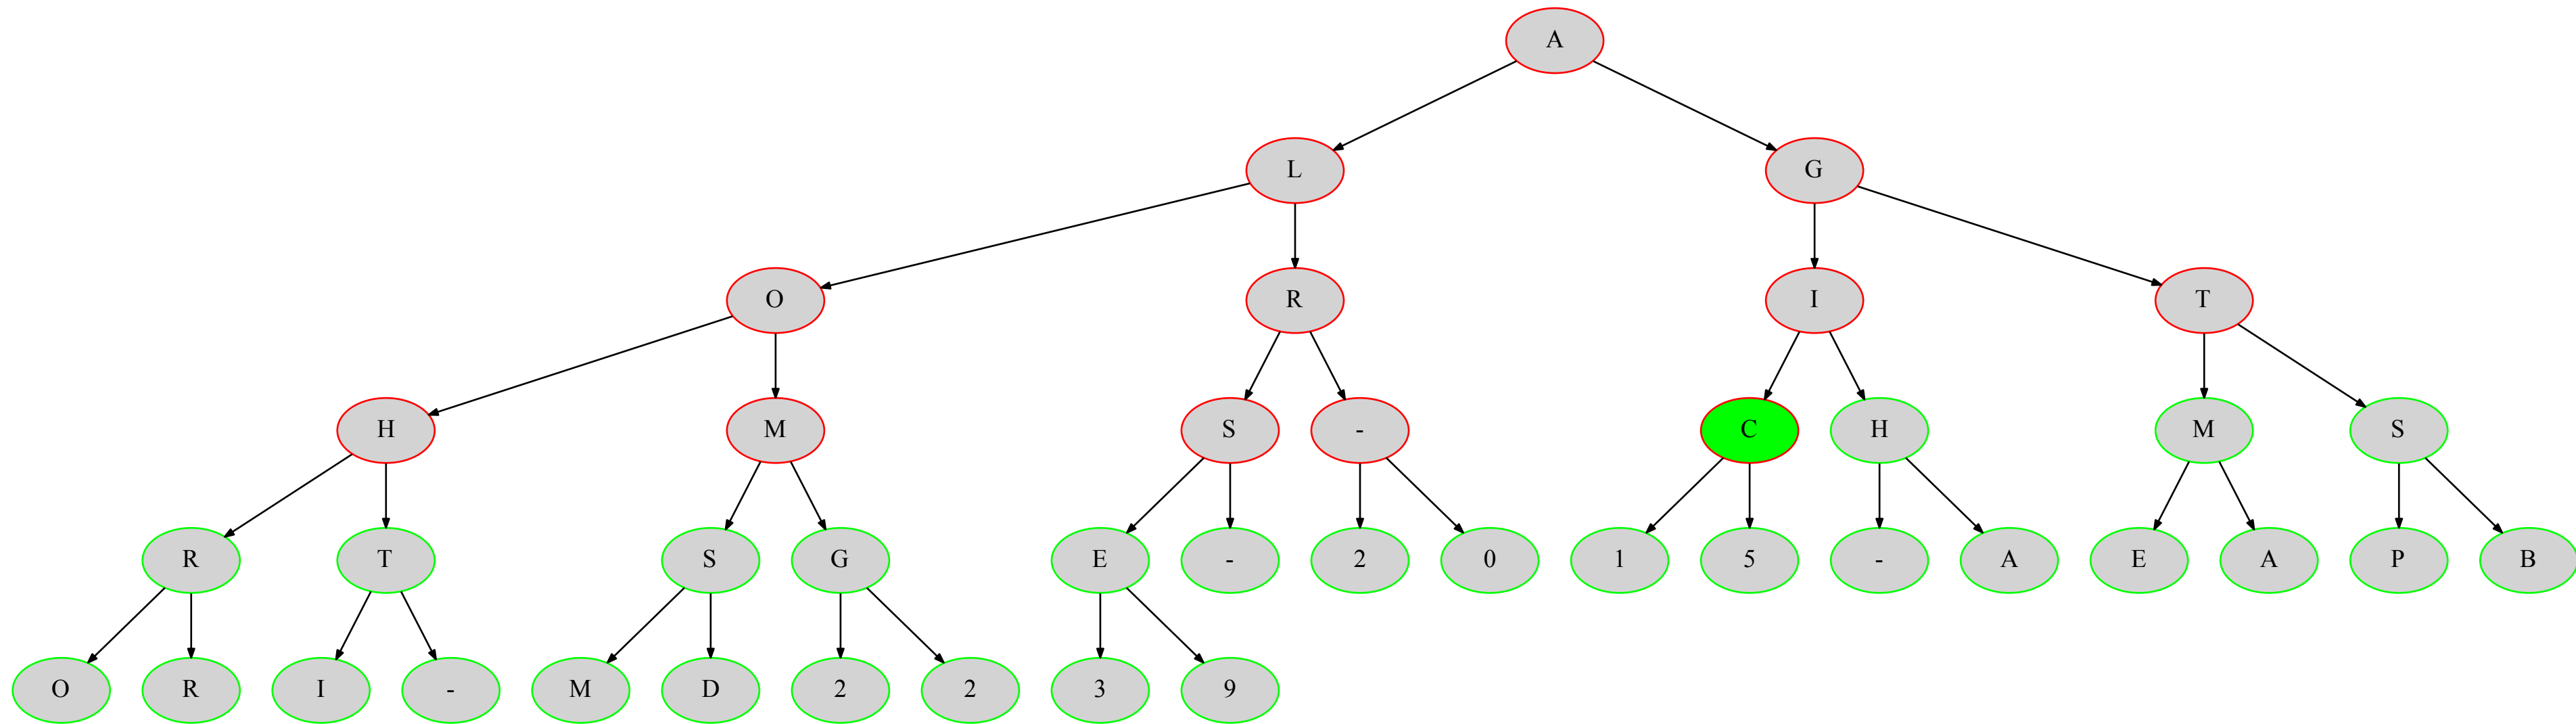 A
L G
O R I T
H M S - C H M S
R T S G E - 2 0 1 5 - A E A P B
O R I - M D 2 2 3 9